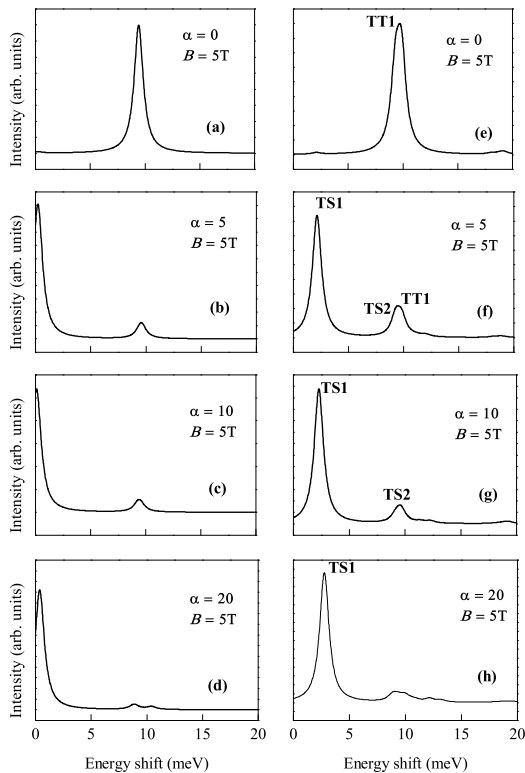 Intensity (arb. units)
α = 0
B = 5T
(a)
TT1
α = 0
B = 5T
(e)
Intensity (arb. units)
α = 5
B = 5T
(b)
TS1
α = 5
B = 5T
TS2 TT1
(f)
Intensity (arb. units)
α = 10
B = 5T
(c)
TS1
α = 10
B = 5T
TS2
(g)
Intensity (arb. units)
α = 20
B = 5T
(d)
TS1
α = 20
B = 5T
(h)
0 5 10 15 20
0 5 10 15 20
Energy shift (meV)
Energy shift (meV)